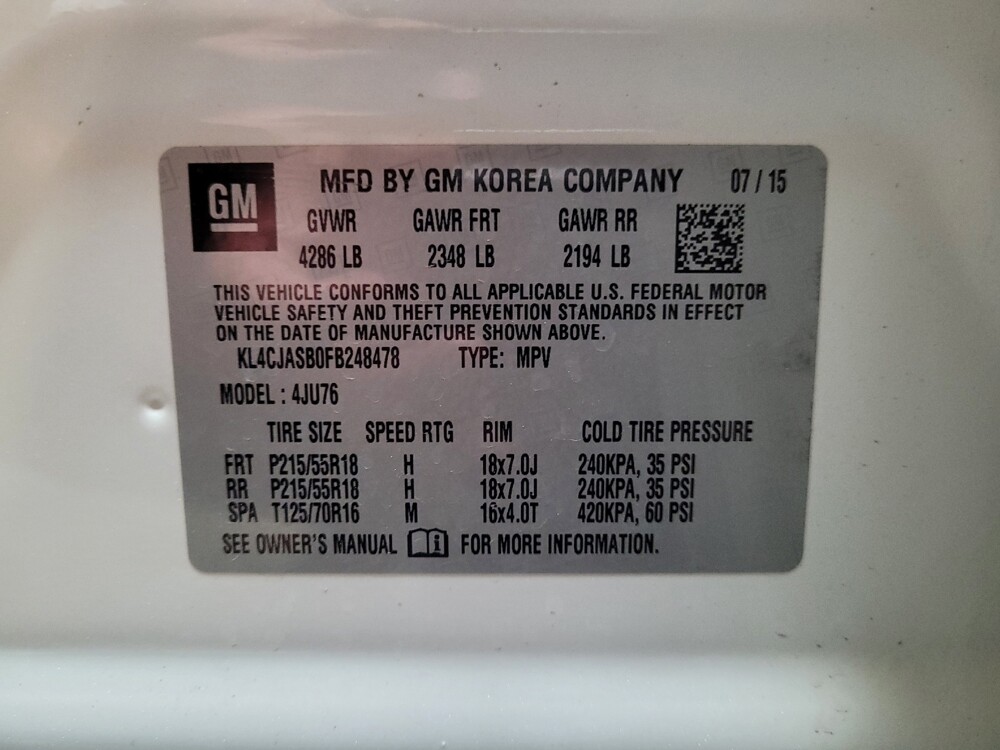 GM MFD BY GM KOREA COMPANY 07 / 15
GVWR GAWR FRT GAWR RR
4286 LB 2348 LB 2194 LB
THIS VEHICLE CONFORMS TO ALL APPLICABLE U.S. FEDERAL MOTOR
VEHICLE SAFETY AND THEFT PREVENTION STANDARDS IN EFFECT
ON THE DATE OF MANUFACTURE SHOWN ABOVE.
KL4CJASB0FB248478 TYPE: MPV
MODEL : 4JU76
TIRE SIZE SPEED RTG RIM COLD TIRE PRESSURE
FRT P215/55R18 H 18x7.0J 240KPA, 35 PSI
RR P215/55R18 H 18x7.0J 240KPA, 35 PSI
SPA T125/70R16 M 16x4.0T 420KPA, 60 PSI
SEE OWNER'S MANUAL FOR MORE INFORMATION.